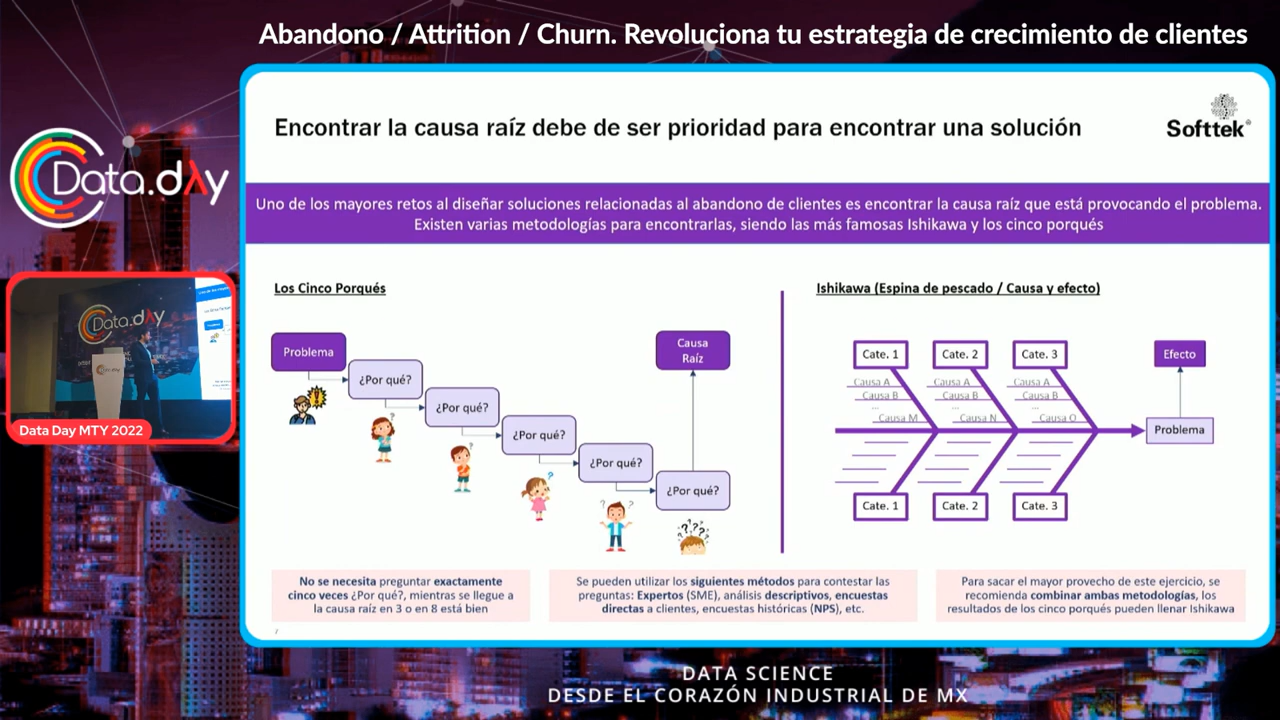 Abandono / Attrition / Churn. Revoluciona tu estrategia de crecimiento de clientes
Data.day
Data.day
Data Day MTY 2022
Encontrar la causa raíz debe de ser prioridad para encontrar una solución
Softtek®
Uno de los mayores retos al diseñar soluciones relacionadas al abandono de clientes es encontrar la causa raíz que está provocando el problema.
Existen varias metodologías para encontrarlas, siendo las más famosas Ishikawa y los cinco porqués
Los Cinco Porqués
Problema
¿Por qué?
¿Por qué?
¿Por qué?
¿Por qué?
¿Por qué?
Causa
Raíz
Ishikawa (Espina de pescado / Causa y efecto)
Cate. 1
Cate. 2
Cate. 3
Efecto
Causa A
Causa A
Causa A
Causa B
Causa B
Causa B
...
...
...
Causa M
Causa N
Causa O
Problema
Cate. 1
Cate. 2
Cate. 3
No se necesita preguntar exactamente
cinco veces ¿Por qué?, mientras se llegue a
la causa raíz en 3 o en 8 está bien
Se pueden utilizar los siguientes métodos para contestar las
preguntas: Expertos (SME), análisis descriptivos, encuestas
directas a clientes, encuestas históricas (NPS), etc.
Para sacar el mayor provecho de este ejercicio, se
recomienda combinar ambas metodologías, los
resultados de los cinco porqués pueden llenar Ishikawa
DATA SCIENCE
DESDE EL CORAZÓN INDUSTRIAL DE MX